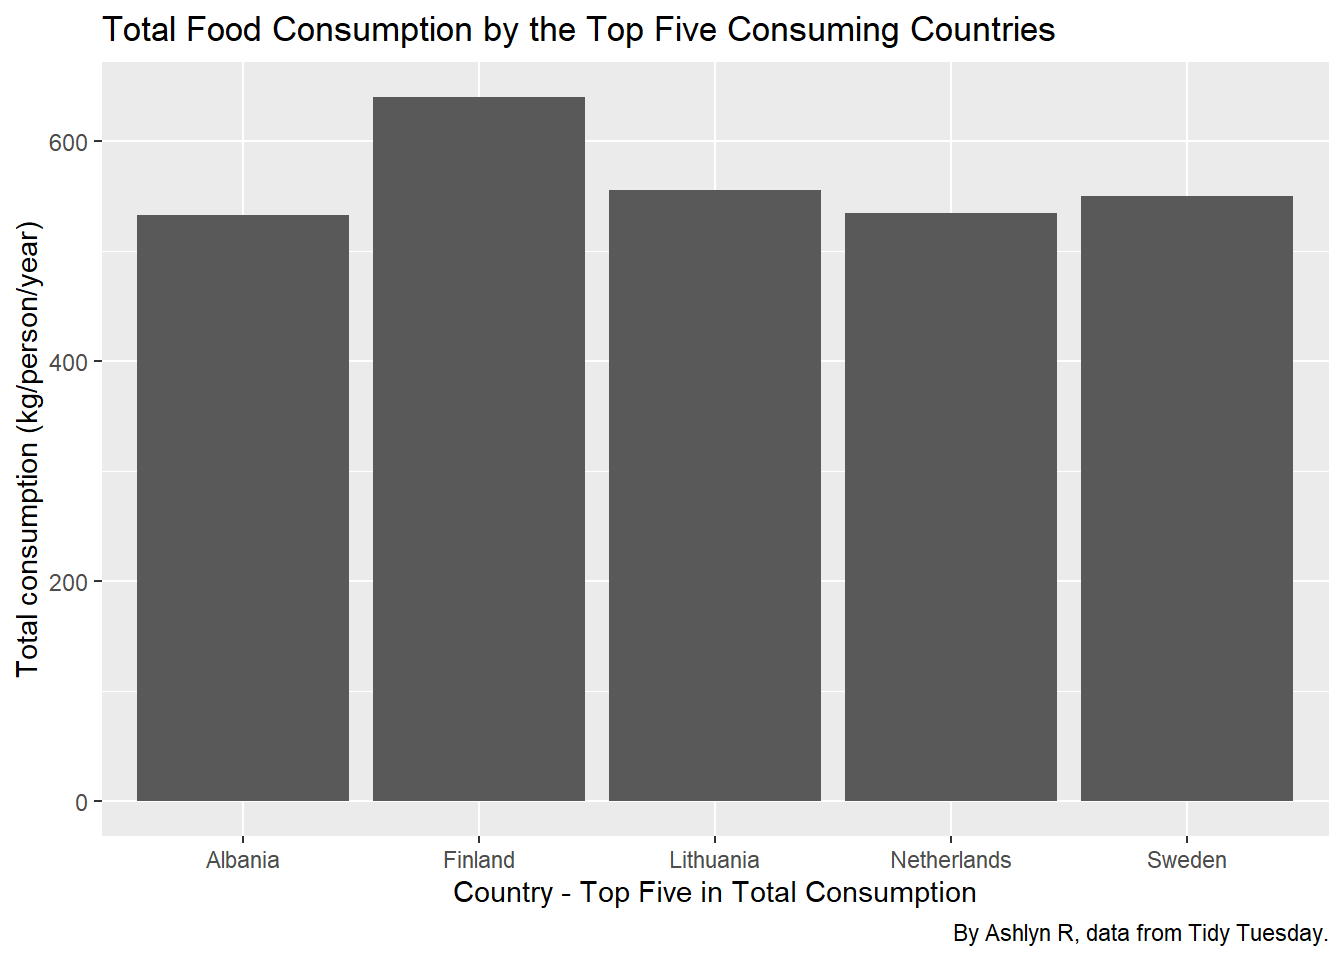 Total Food Consumption by the Top Five Consuming Countries
Total consumption (kg/person/year)
600
400
200
0
Albania Finland Lithuania Netherlands Sweden
Country - Top Five in Total Consumption
By Ashlyn R, data from Tidy Tuesday.